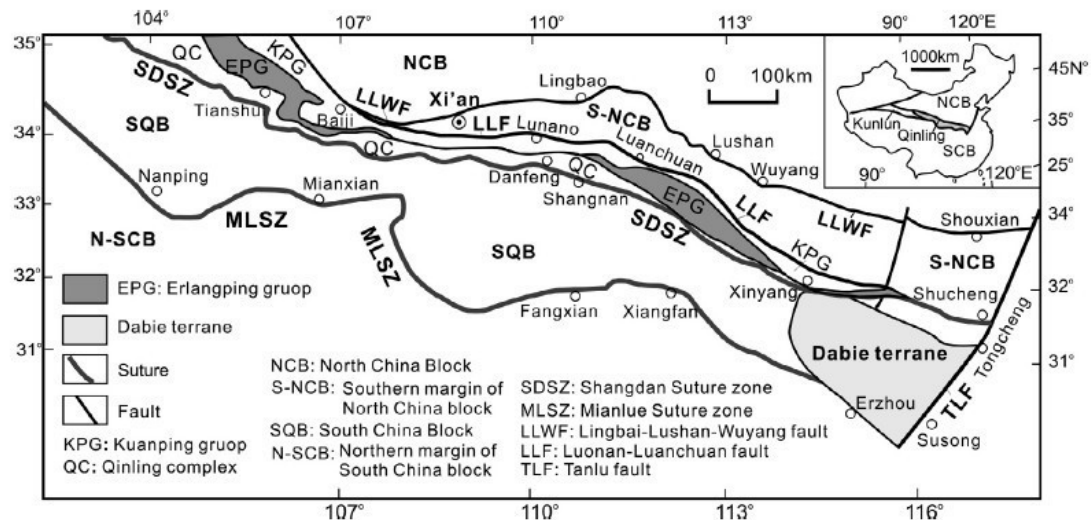 104° 107° 110° 113° 90° 120°E
35° 34° 33° 32° 31°
QC
EPG
KPG
NCB
SDSZ
Tianshu
Baiji
LLWF
Xi'an
LLF
Lingbao
S-NCB
Lunano
Luanchuan
Lushan
Wuyang
0 100km
1000km
NCB
Kunlun
Qinling
SCB
90° 120°E
45N°
35°
25°
34°
33°
32°
31°
SQB
QC
Danfeng
QC
Shangnan
EPG
SDSZ
LLF
KPG
LLWF
Shouxian
S-NCB
Nanping
Mianxian
MLSZ
MLSZ
N-SCB
SQB
Xinyang
Shucheng
Fangxian
Xiangfan
Dabie terrane
Tongcheng
TLF
Erzhou
Susong
EPG: Erlangping gruop
Dabie terrane
Suture
Fault
KPG: Kuanping gruop
QC: Qinling complex
NCB: North China Block
S-NCB: Southern margin of
North China block
SQB: South China Block
N-SCB: Northern margin of
South China block
SDSZ: Shangdan Suture zone
MLSZ: Mianlue Suture zone
LLWF: Lingbai-Lushan-Wuyang fault
LLF: Luonan-Luanchuan fault
TLF: Tanlu fault
107° 110° 113° 116°